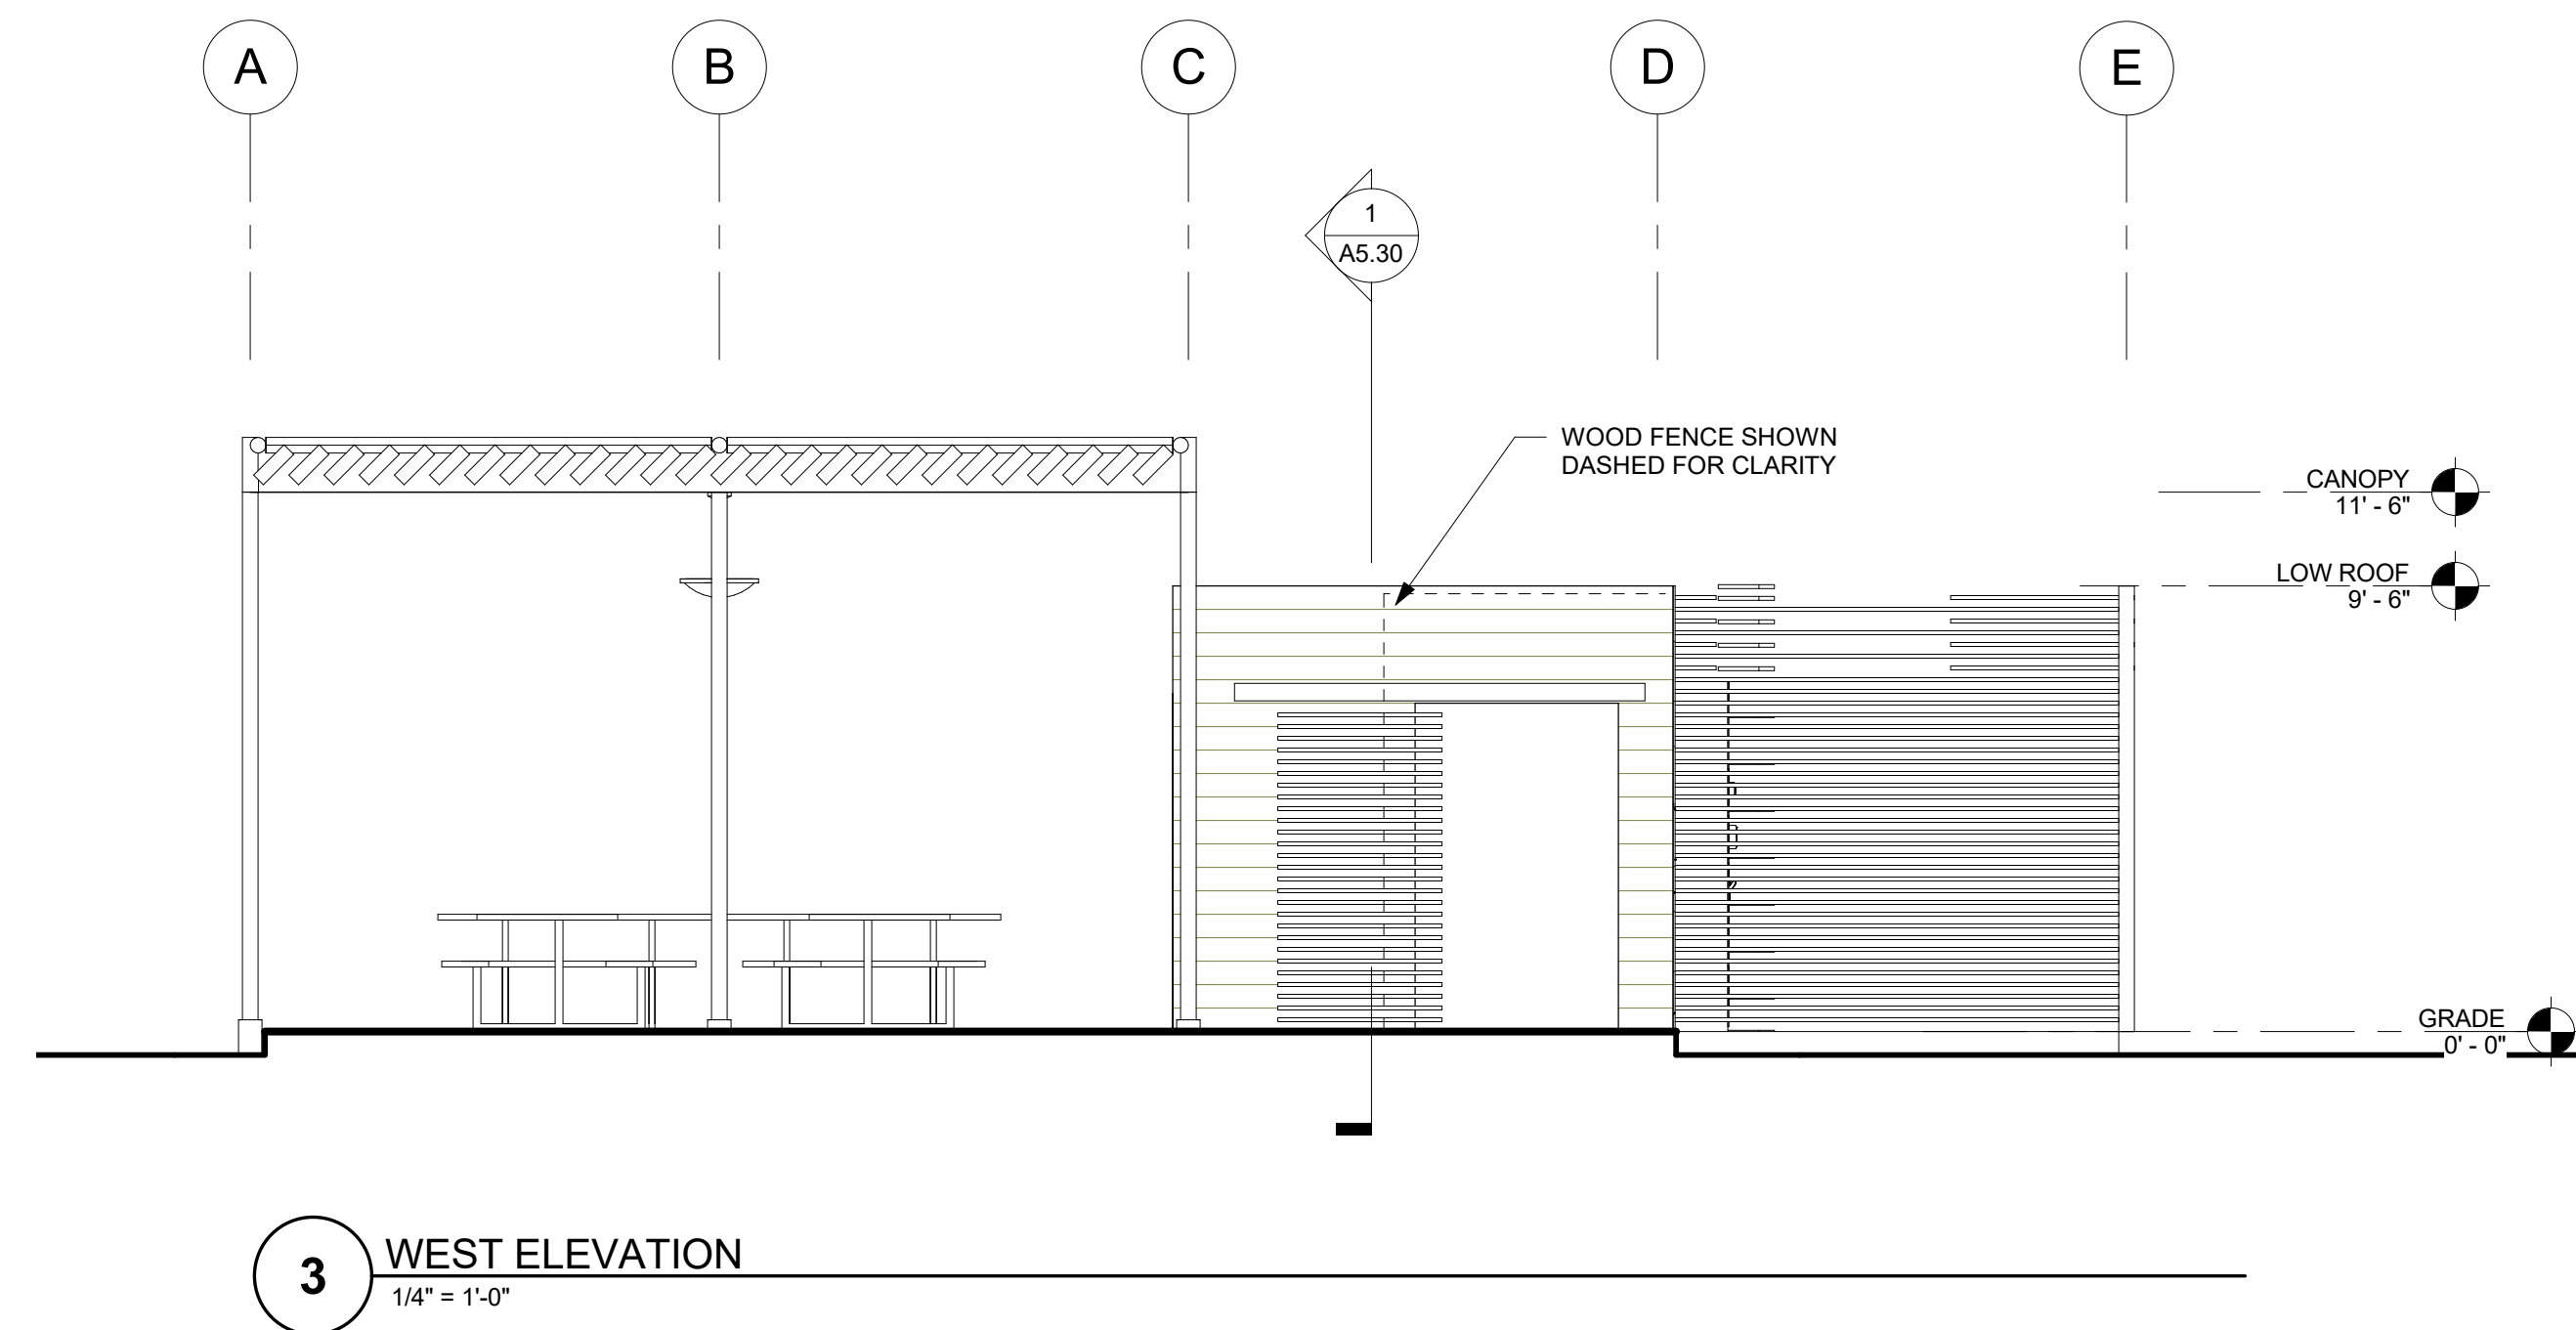 A
B
C
D
E
1
A5.30
WOOD FENCE SHOWN
DASHED FOR CLARITY
CANOPY
11' - 6"
LOW ROOF
9' - 6"
GRADE
0' - 0"
3
WEST ELEVATION
1/4" = 1'-0"